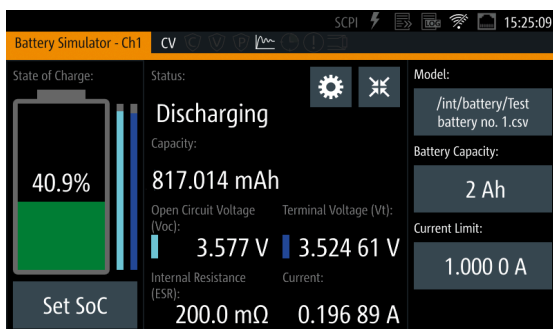 SCPI 15:25:09
Battery Simulator - Ch1 CV
State of Charge:
40.9%
Set SoC
Status:
Discharging
Capacity:
817.014 mAh
Open Circuit Voltage
(Voc):
3.577 V
Terminal Voltage (Vt):
3.524 61 V
Internal Resistance
(ESR):
200.0 mΩ
Current:
0.196 89 A
Model:
/int/battery/Test
battery no. 1.csv
Battery Capacity:
2 Ah
Current Limit:
1.000 0 A